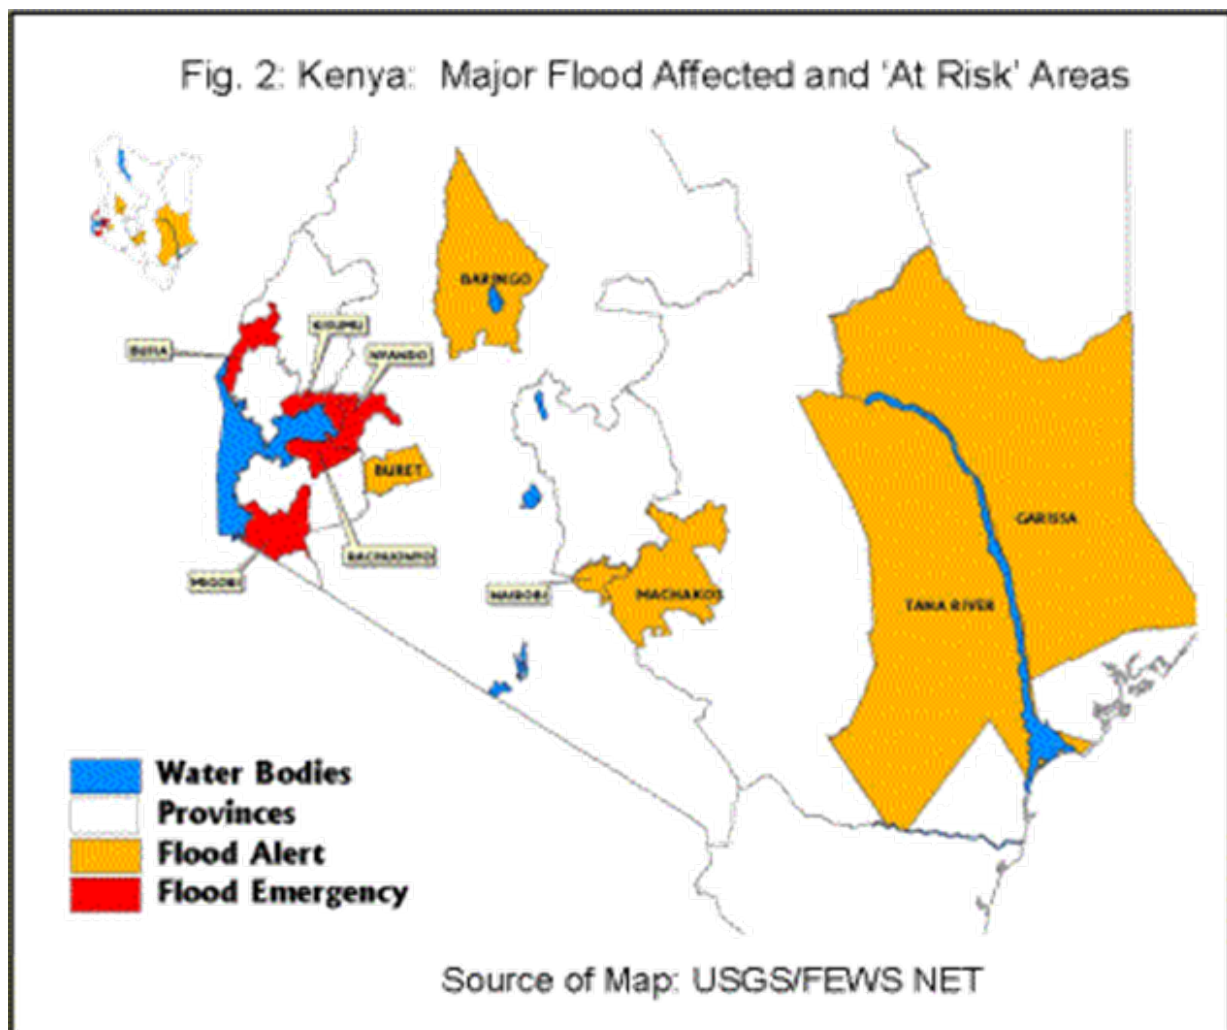 Fig. 2: Kenya: Major Flood Affected and 'At Risk' Areas
BARINGO
KISUMU
BUSIA
NYANDO
BURET
GARISSA
RACHUONYO
MIGORI
NAIROBI
MACHAKOS
TANA RIVER
Water Bodies
Provinces
Flood Alert
Flood Emergency
Source of Map: USGS/FEWS NET